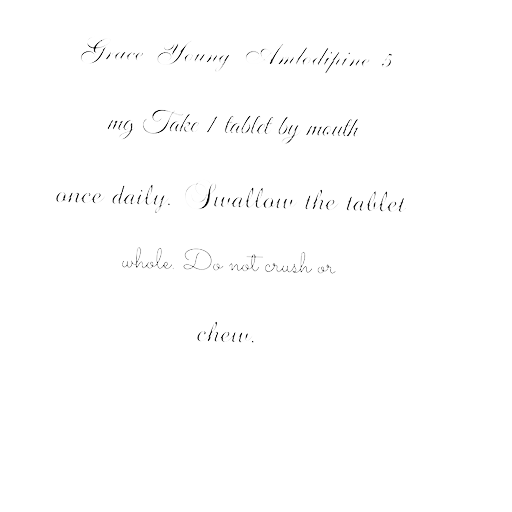 Grace Young Amlodipine 5
mg Take 1 tablet by mouth
once daily. Swallow the tablet
whole. Do not crush or
chew.